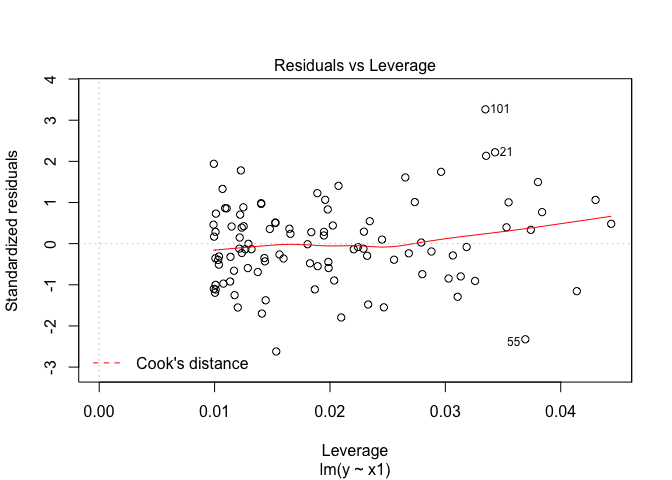 Residuals vs Leverage
Standardized residuals
4
3
2
1
0
-1
-2
-3
101
21
55
Cook's distance
0.00 0.01 0.02 0.03 0.04
Leverage
lm(y ~ x1)